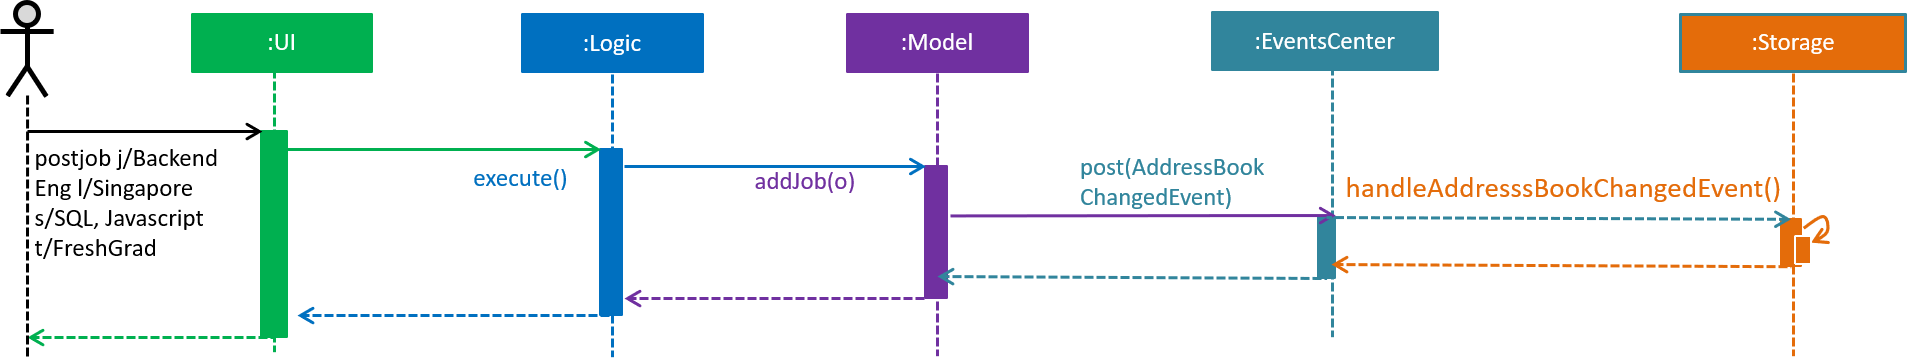 :UI
:Logic
:Model
:EventsCenter
:Storage
postjob j/Backend
Eng l/Singapore
s/SQL, Javascript
t/FreshGrad
execute()
addJob(o)
post(AddressBook
ChangedEvent)
handleAddresssBookChangedEvent()